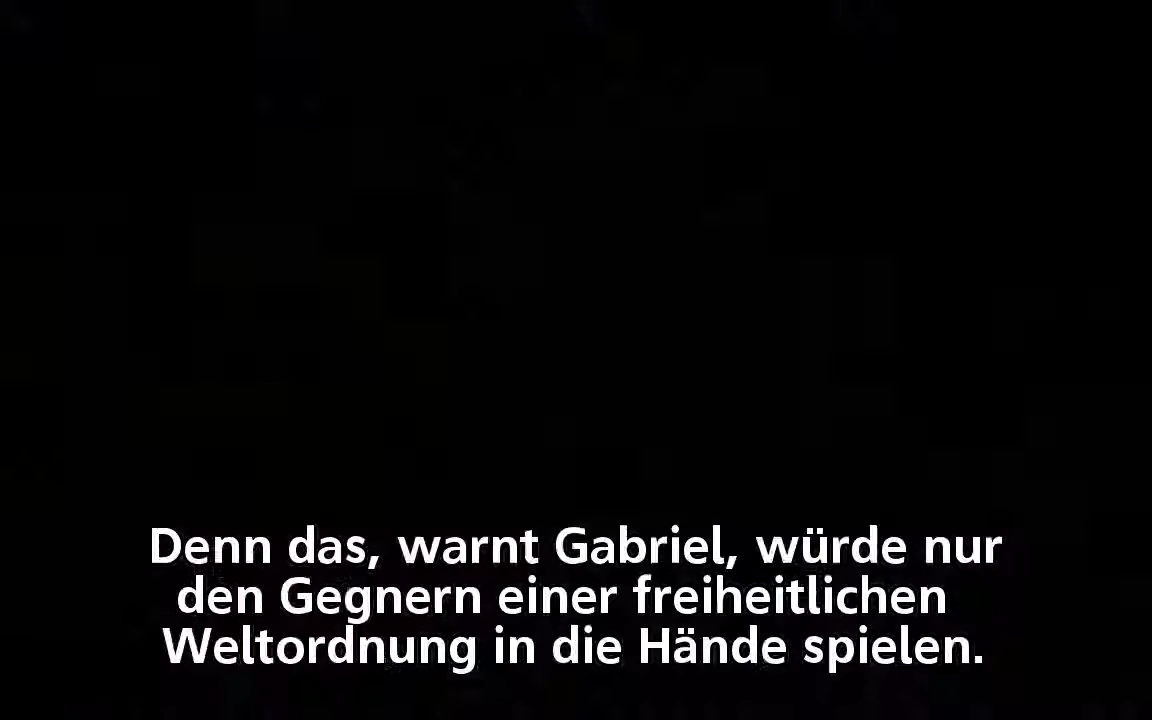 Denn das, warnt Gabriel, würde nur
den Gegnern einer freiheitlichen
Weltordnung in die Hände spielen.